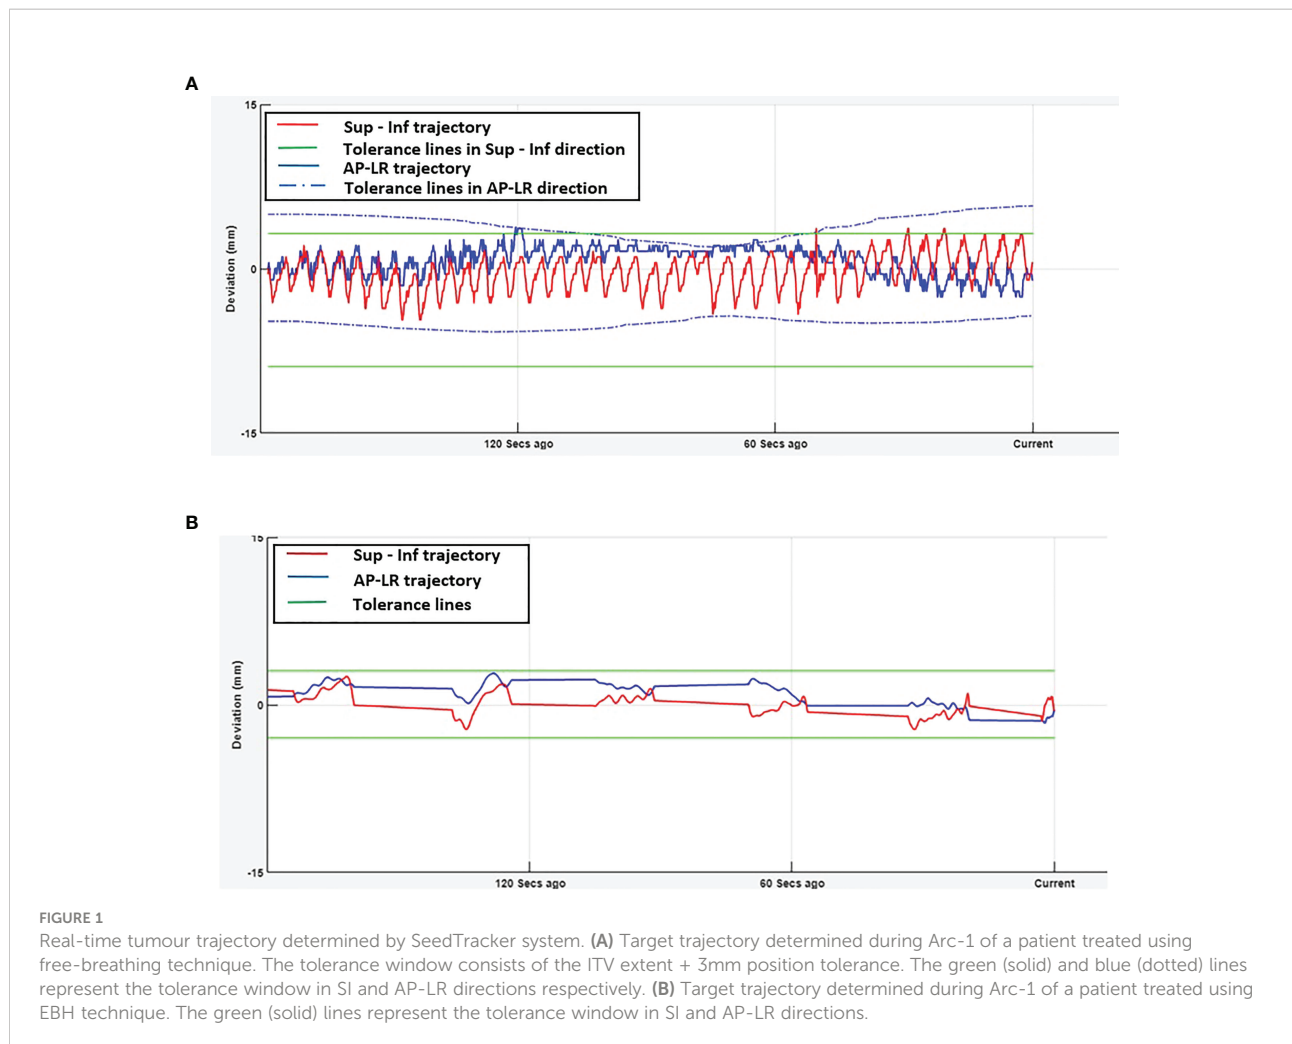 A
15
Sup - Inf trajectory
Tolerance lines in Sup - Inf direction
AP-LR trajectory
Tolerance lines in AP-LR direction
Deviation (mm)
0
-15
120 Secs ago
60 Secs ago
Current
B
15
Sup - Inf trajectory
AP-LR trajectory
Tolerance lines
Deviation (mm)
0
-15
120 Secs ago
60 Secs ago
Current
FIGURE 1
Real-time tumour trajectory determined by SeedTracker system. (A) Target trajectory determined during Arc-1 of a patient treated using
free-breathing technique. The tolerance window consists of the ITV extent + 3mm position tolerance. The green (solid) and blue (dotted) lines
represent the tolerance window in SI and AP-LR directions respectively. (B) Target trajectory determined during Arc-1 of a patient treated using
EBH technique. The green (solid) lines represent the tolerance window in SI and AP-LR directions.